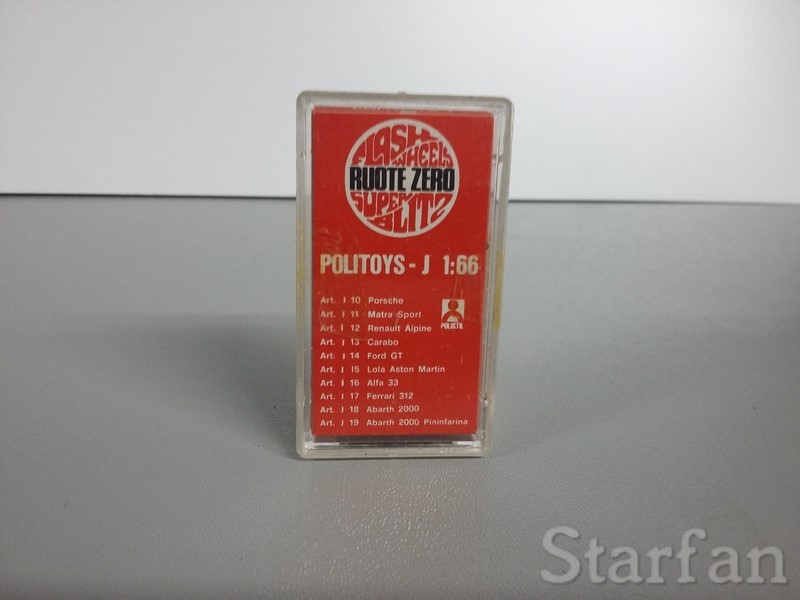 FLASH
WHEELS
RUOTE ZERO
SUPER
BLITZ
POLITOYS - J 1:66
Art. J 10 Porsche
Art. J 11 Matra Sport
Art. J 12 Renault Alpine
Art. J 13 Carabo
Art. J 14 Ford GT
Art. J 15 Lola Aston Martin
Art. J 16 Alfa 33
Art. J 17 Ferrari 312
Art. J 18 Abarth 2000
Art. J 19 Abarth 2000 Pininfarina
POLISTIL
Starfan